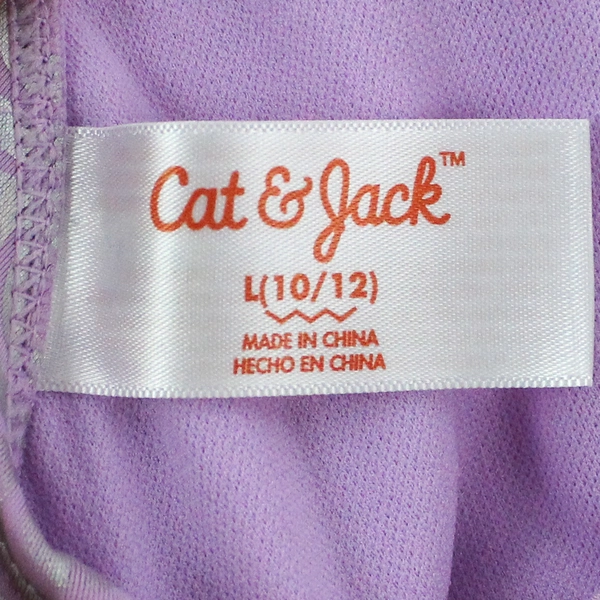 Cat & Jack™
L(10/12)
MADE IN CHINA
HECHO EN CHINA